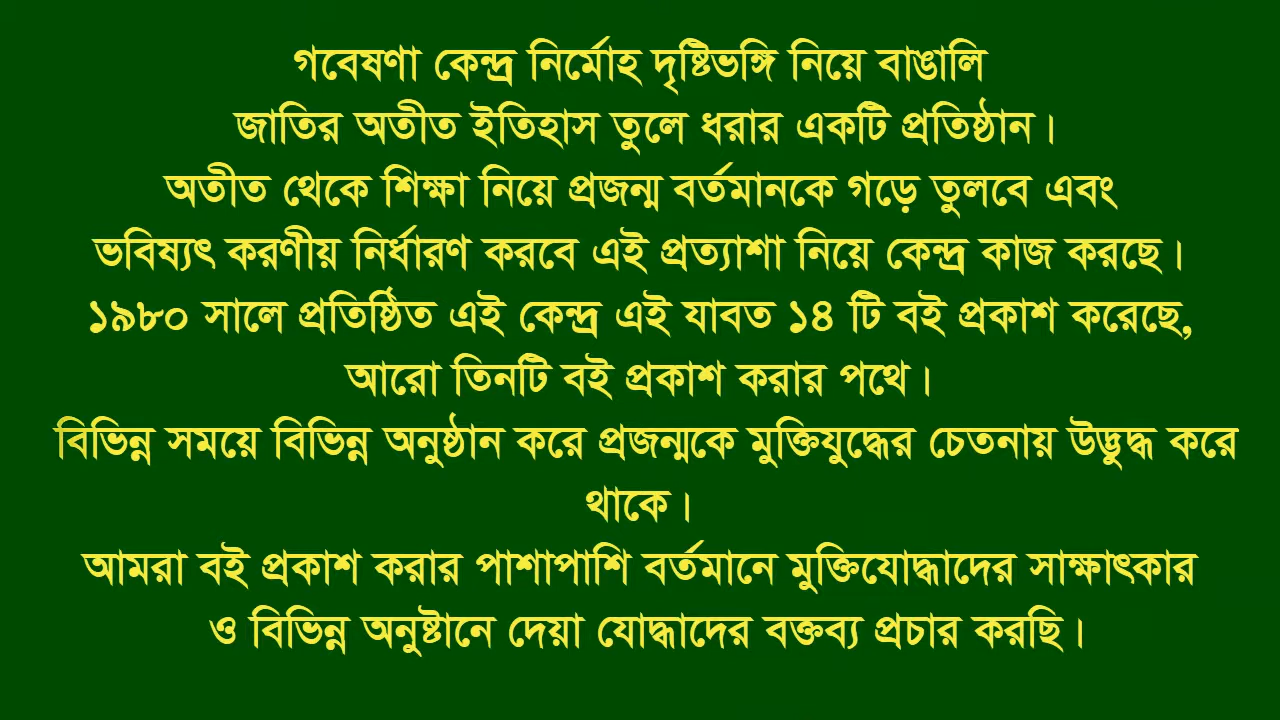 গবেষণা কেন্দ্র নির্মোহ দৃষ্টিভঙ্গি নিয়ে বাঙালি
জাতির অতীত ইতিহাস তুলে ধরার একটি প্রতিষ্ঠান।
অতীত থেকে শিক্ষা নিয়ে প্রজন্ম বর্তমানকে গড়ে তুলবে এবং
ভবিষ্যৎ করণীয় নির্ধারণ করবে এই প্রত্যাশা নিয়ে কেন্দ্র কাজ করছে।
১৯৮০ সালে প্রতিষ্ঠিত এই কেন্দ্র এই যাবত ১৪ টি বই প্রকাশ করেছে,
আরো তিনটি বই প্রকাশ করার পথে।
বিভিন্ন সময়ে বিভিন্ন অনুষ্ঠান করে প্রজন্মকে মুক্তিযুদ্ধের চেতনায় উদ্ভুদ্ধ করে
থাকে।
আমরা বই প্রকাশ করার পাশাপাশি বর্তমানে মুক্তিযোদ্ধাদের সাক্ষাৎকার
ও বিভিন্ন অনুষ্টানে দেয়া যোদ্ধাদের বক্তব্য প্রচার করছি।